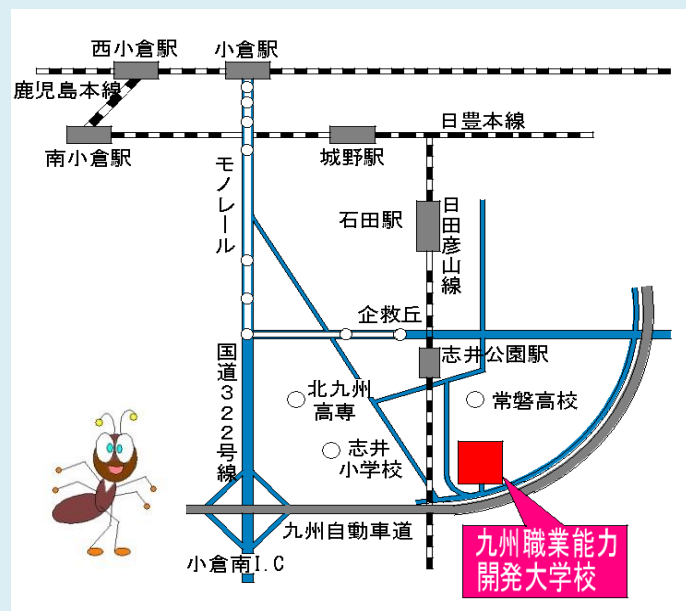 西小倉駅
小倉駅
鹿児島本線
日豊本線
南小倉駅
城野駅
モノレール
石田駅
日田彦山線
企救丘
国道322号線
志井公園駅
北九州
高専
常磐高校
志井
小学校
九州自動車道
小倉南I.C
九州職業能力
開発大学校